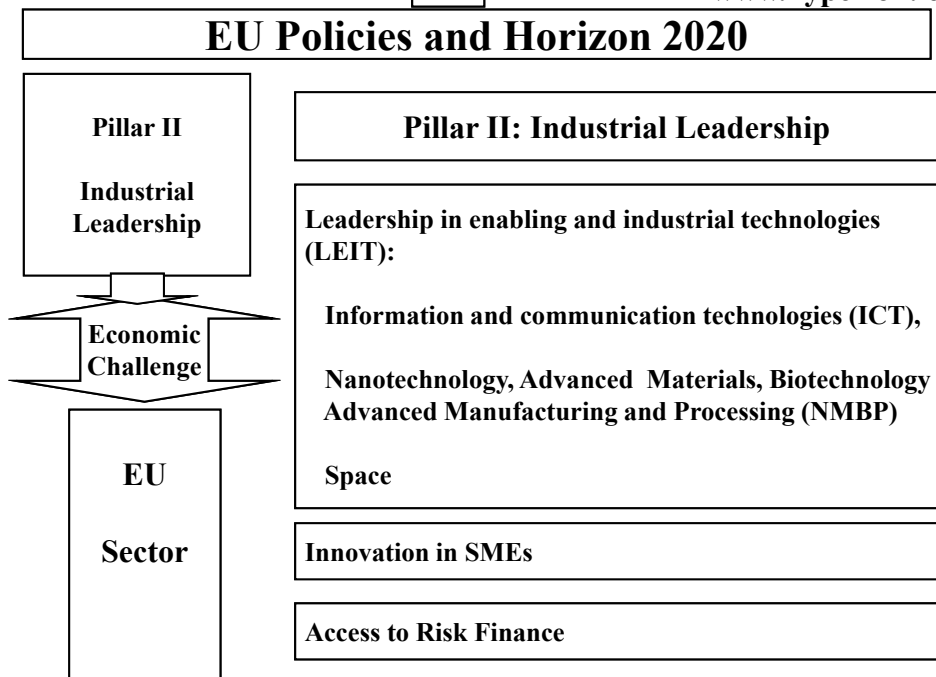 EU Policies and Horizon 2020
Pillar II
Industrial
Leadership
Economic
Challenge
EU
Sector
Pillar II: Industrial Leadership
Leadership in enabling and industrial technologies
(LEIT):
Information and communication technologies (ICT),
Nanotechnology, Advanced Materials, Biotechnology
Advanced Manufacturing and Processing (NMBP)
Space
Innovation in SMEs
Access to Risk Finance